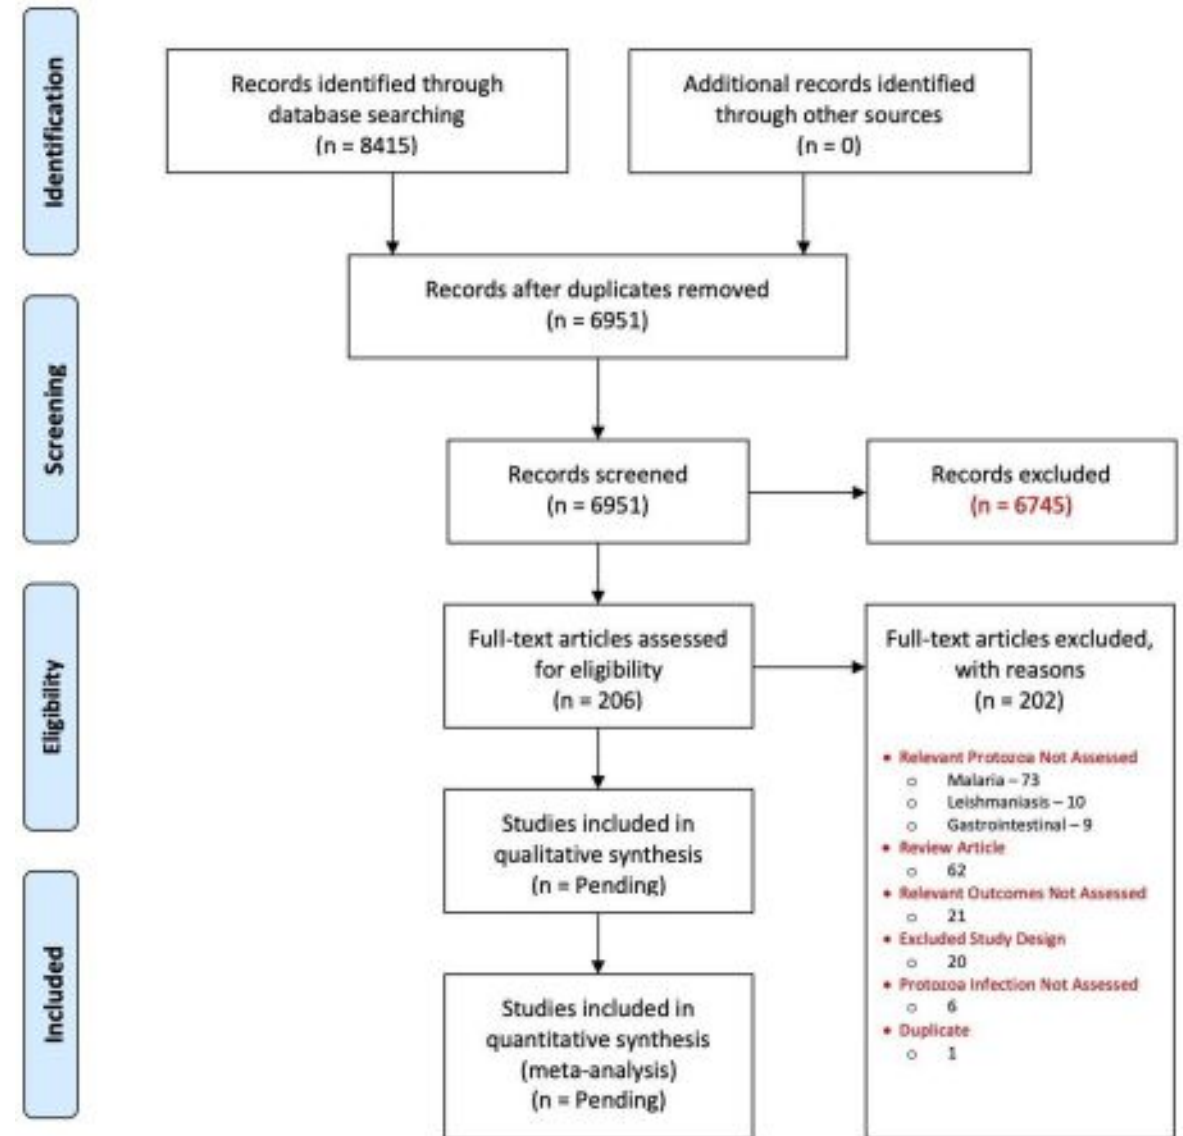 Identification
Records identified through
database searching
(n = 8415)
Additional records identified
through other sources
(n = 0)
Records after duplicates removed
(n = 6951)
Screening
Records screened
(n = 6951)
Records excluded
(n = 6745)
Eligibility
Full-text articles assessed
for eligibility
(n = 206)
Full-text articles excluded,
with reasons
(n = 202)
• Relevant Protozoa Not Assessed
o Malaria – 73
o Leishmaniasis – 10
o Gastrointestinal – 9
• Review Article
o 62
• Relevant Outcomes Not Assessed
o 21
• Excluded Study Design
o 20
• Protozoa Infection Not Assessed
o 6
• Duplicate
o 1
Studies included in
qualitative synthesis
(n = Pending)
Included
Studies included in
quantitative synthesis
(meta-analysis)
(n = Pending)